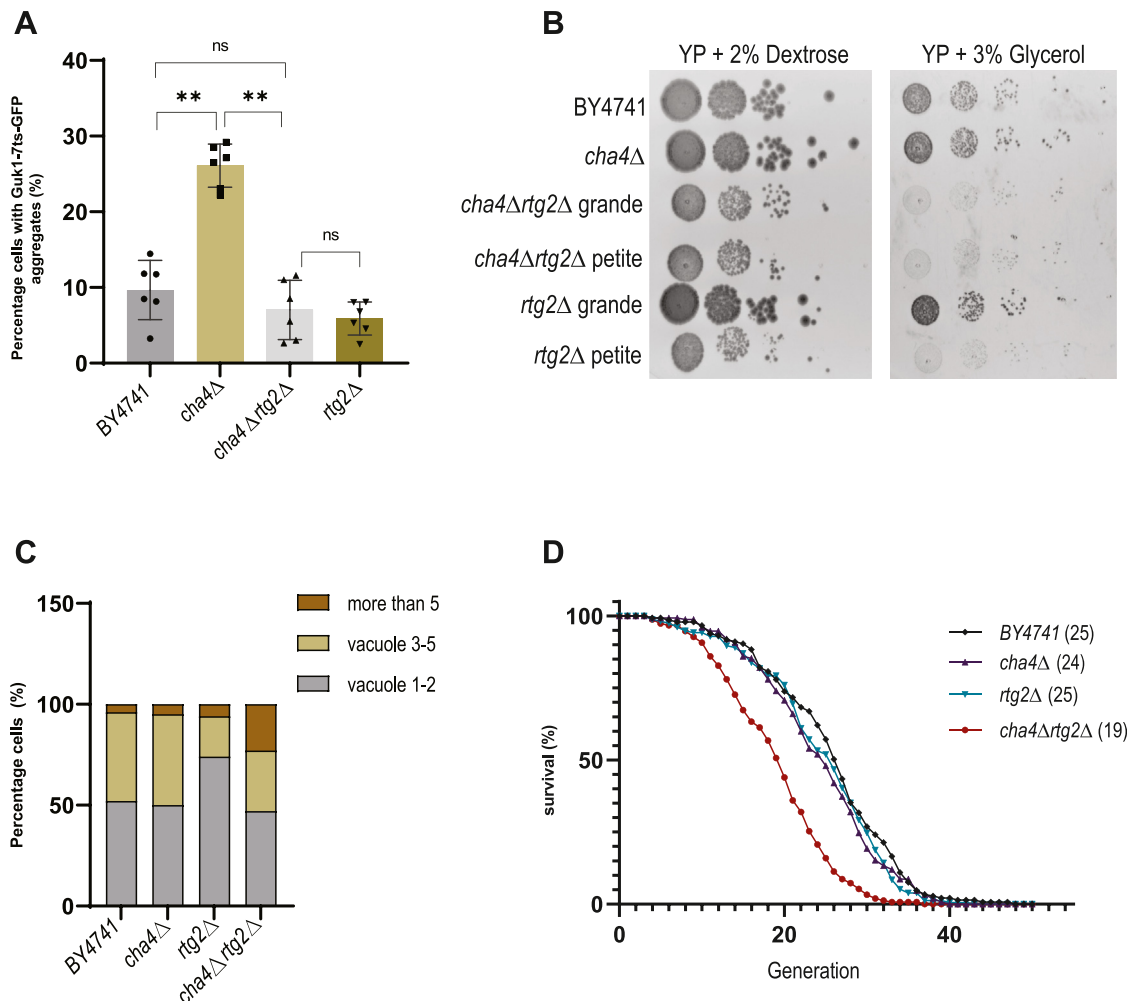 A
Percentage cells with Guk1-7ts-GFP
aggregates (%)
40
30
20
10
0
ns
**
**
ns
BY4741
cha4Δ
cha4Δrtg2Δ
rtg2Δ
B
YP + 2% Dextrose
YP + 3% Glycerol
BY4741
cha4Δ
cha4Δrtg2Δ grande
cha4Δrtg2Δ petite
rtg2Δ grande
rtg2Δ petite
C
Percentage cells (%)
150
100
50
0
BY4741
cha4Δ
rtg2Δ
cha4Δrtg2Δ
more than 5
vacuole 3-5
vacuole 1-2
D
survival (%)
100
50
0
0
20
40
Generation
BY4741 (25)
cha4Δ (24)
rtg2Δ (25)
cha4Δrtg2Δ (19)